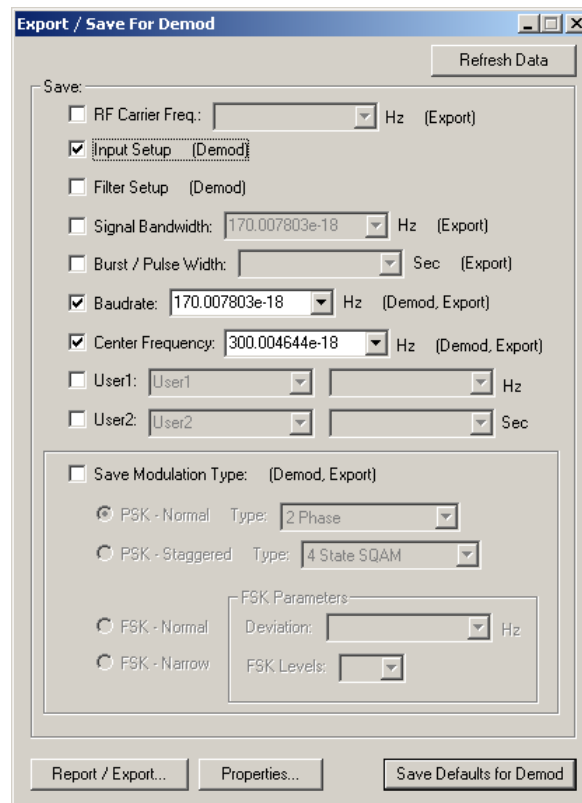 Export / Save For Demod
Refresh Data
Save:
RF Carrier Freq.: Hz (Export)
Input Setup (Demod)
Filter Setup (Demod)
Signal Bandwidth: 170.007803e-18 Hz (Export)
Burst / Pulse Width: Sec (Export)
Baudrate: 170.007803e-18 Hz (Demod, Export)
Center Frequency: 300.004644e-18 Hz (Demod, Export)
User1: User1 Hz
User2: User2 Sec
Save Modulation Type: (Demod, Export)
PSK - Normal Type: 2 Phase
PSK - Staggered Type: 4 State SQAM
FSK Parameters
FSK - Normal Deviation: Hz
FSK - Narrow FSK Levels:
Report / Export... Properties... Save Defaults for Demod